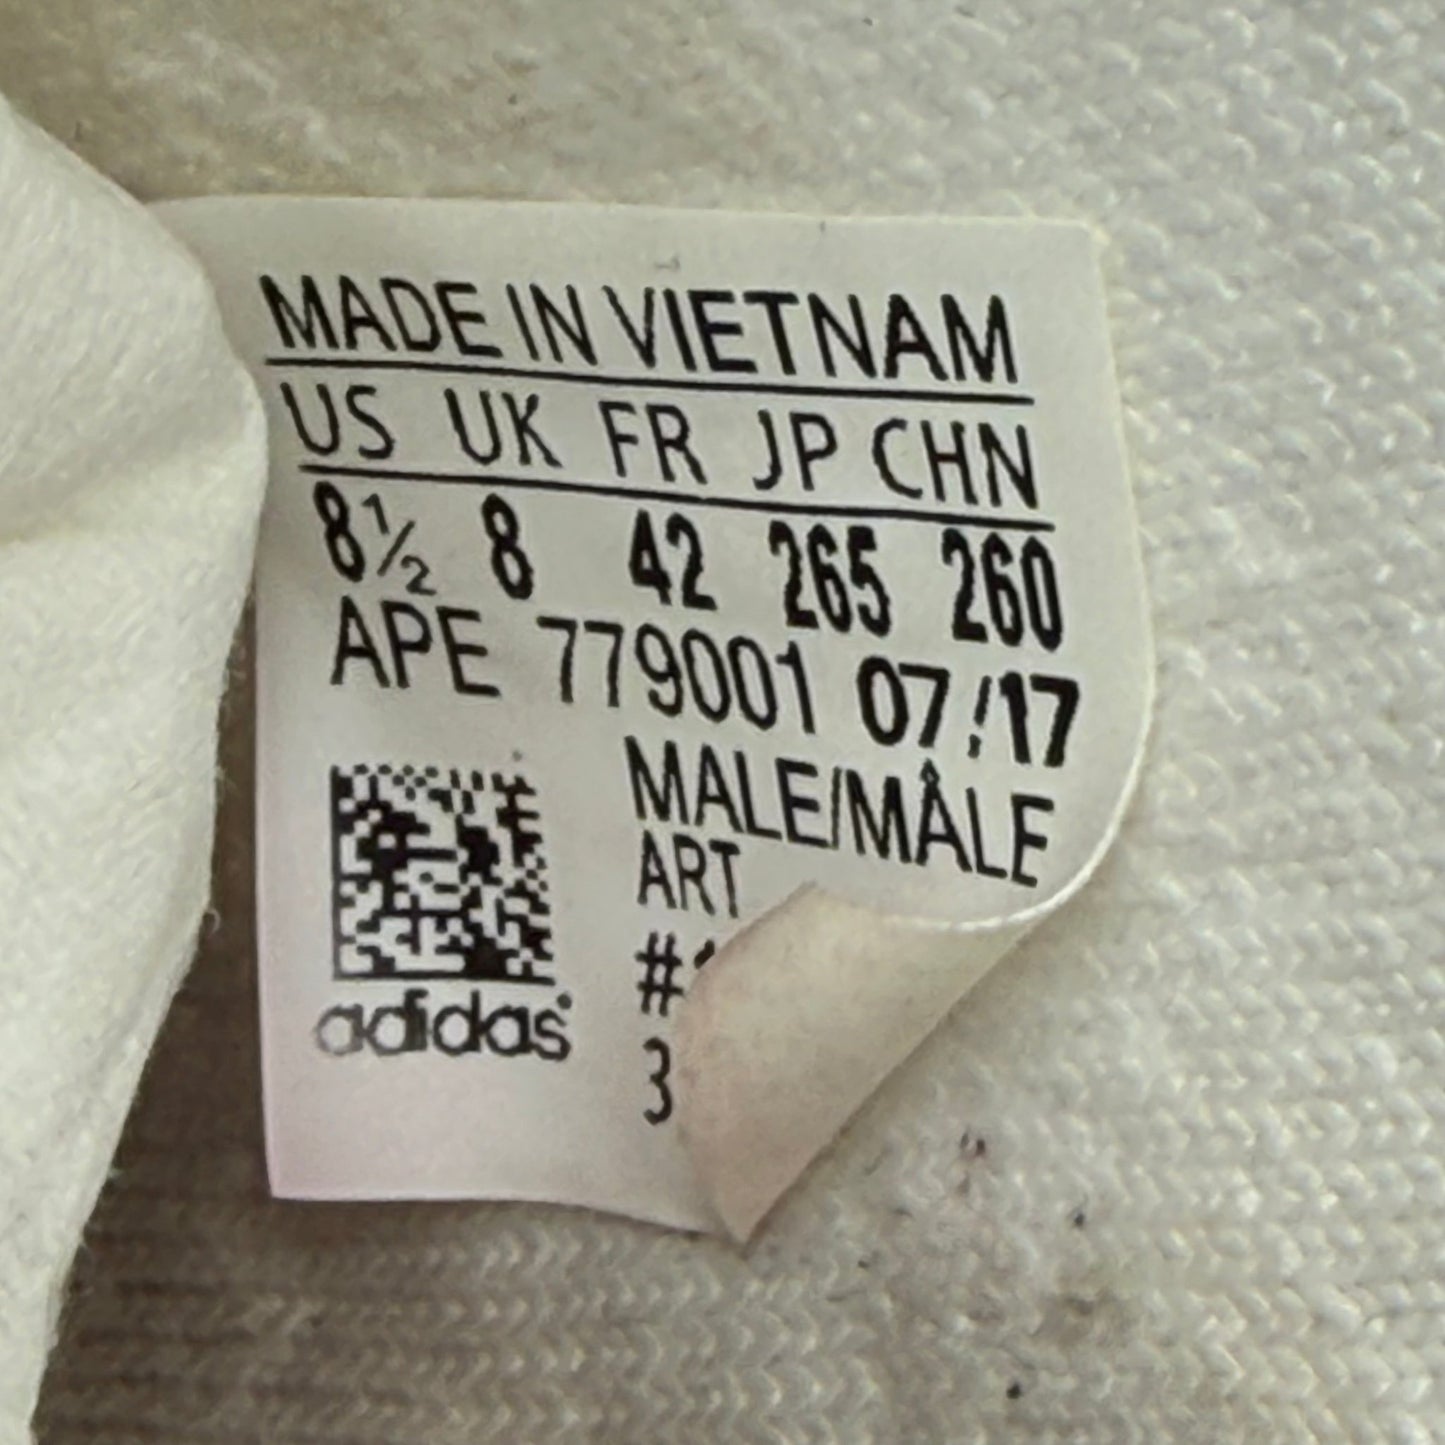 MADE IN VIETNAM
US UK FR JP CHN
8½ 8 42 265 260
APE 779001 07/17
MALE/MÂLE
ART
#
3
adidas